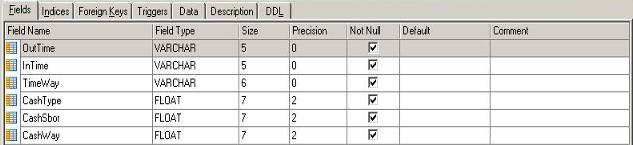 Fields Indices Foreign Keys Triggers Data Description DDL
Field Name Field Type Size Precision Not Null Default Comment
OutTime VARCHAR 5 0
InTime VARCHAR 5 0
TimeWay VARCHAR 6 0
CashType FLOAT 7 2
CashSbor FLOAT 7 2
CashWay FLOAT 7 2